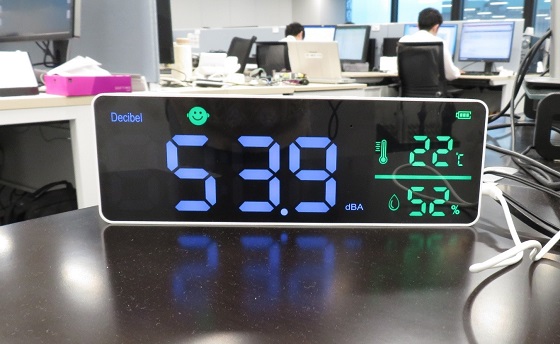 Decibel
53.9 dBA
22 ℃
52 %